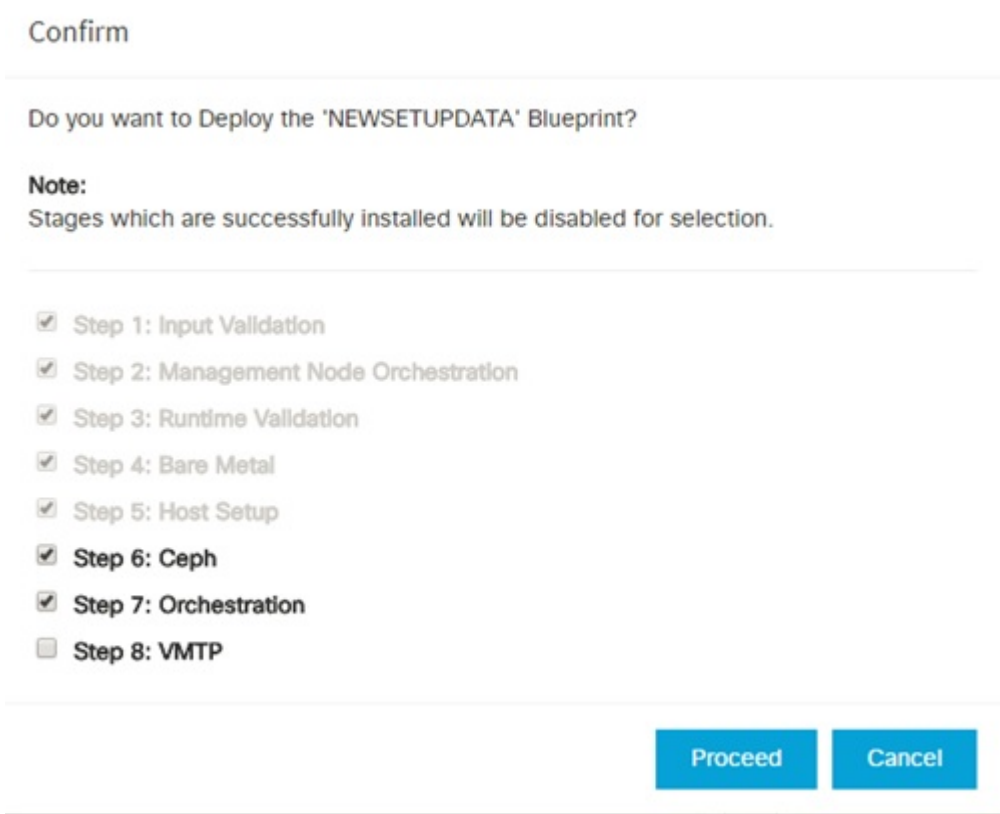 Confirm
Do you want to Deploy the 'NEWSETUPDATA' Blueprint?
Note:
Stages which are successfully installed will be disabled for selection.
Step 1: Input Validation
Step 2: Management Node Orchestration
Step 3: Runtime Validation
Step 4: Bare Metal
Step 5: Host Setup
Step 6: Ceph
Step 7: Orchestration
Step 8: VMTP
Proceed Cancel